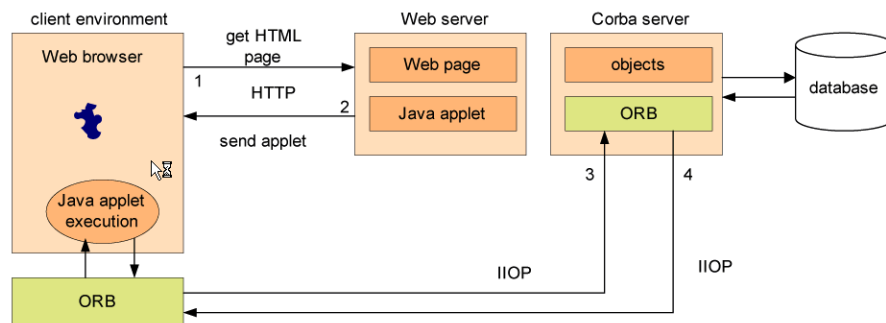 client environment
Web server
Corba server
Web browser
get HTML
page
1
HTTP
2
send applet
Web page
Java applet
objects
ORB
database
3
4
Java applet
execution
IIOP
IIOP
ORB